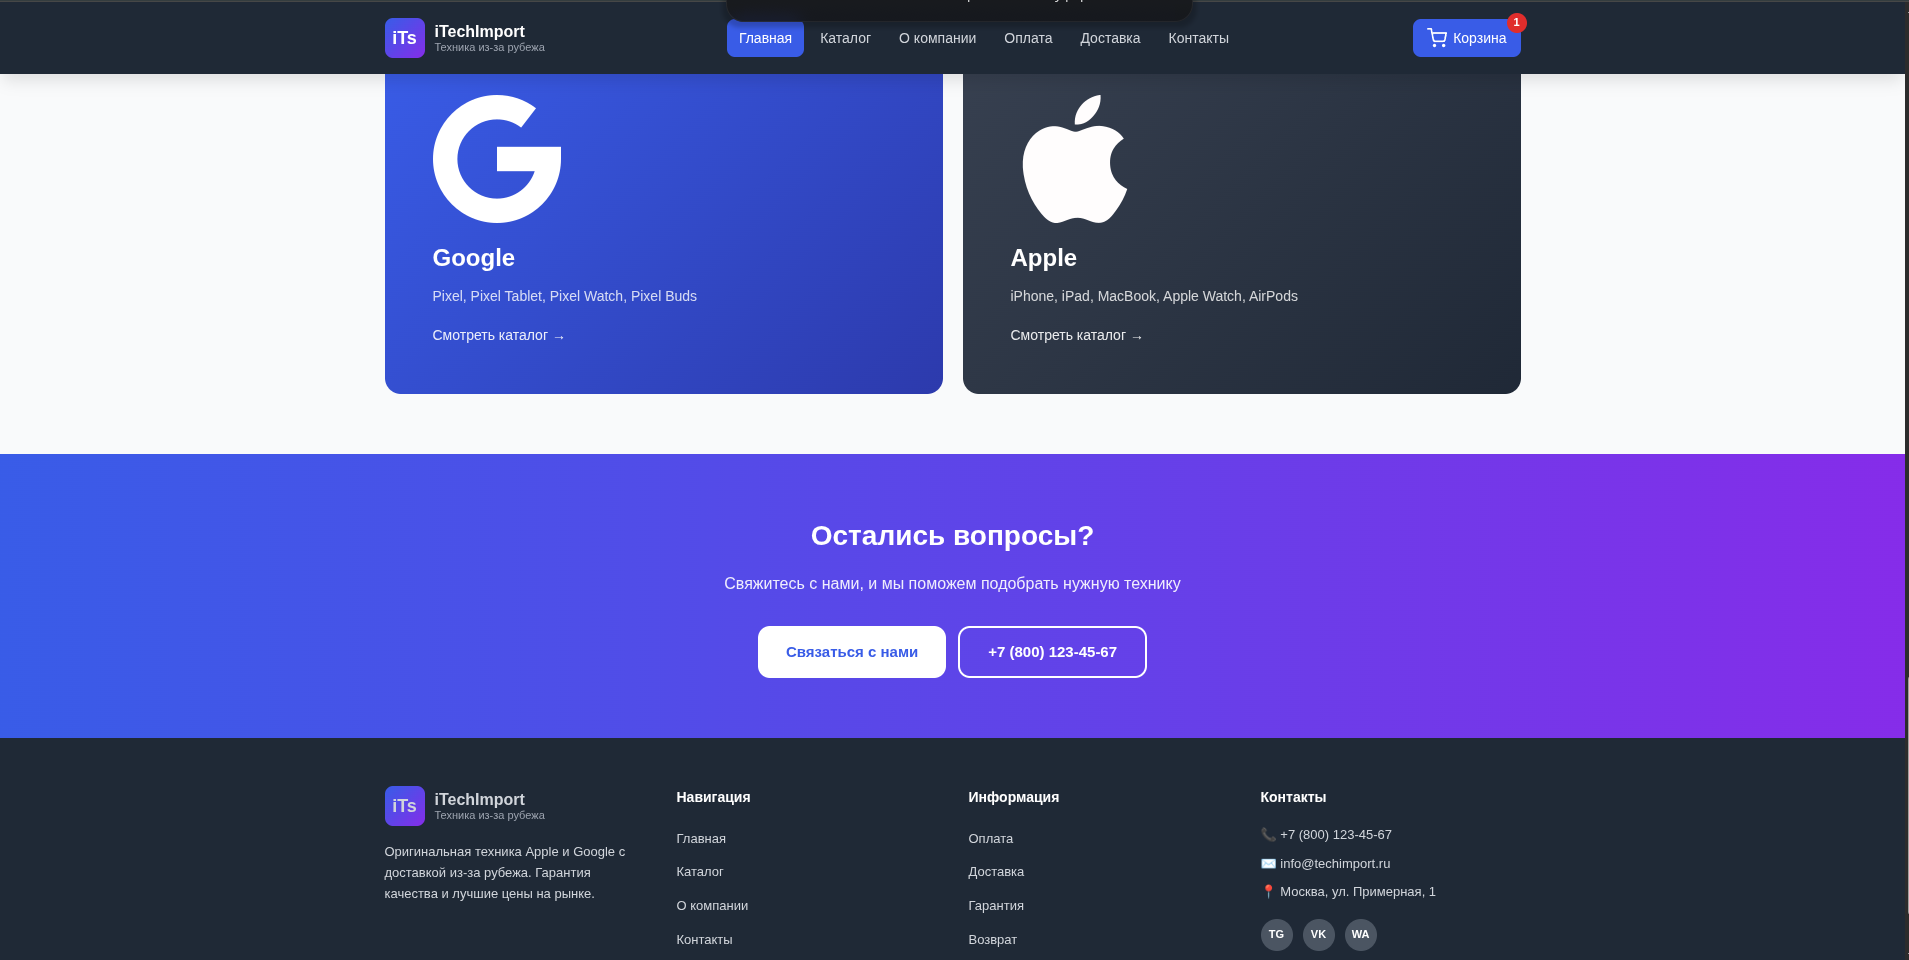 iTs
iTechImport
Техника из-за рубежа
Главная
Каталог
О компании
Оплата
Доставка
Контакты
Корзина
1
Google
Pixel, Pixel Tablet, Pixel Watch, Pixel Buds
Смотреть каталог →
Apple
iPhone, iPad, MacBook, Apple Watch, AirPods
Смотреть каталог →
Остались вопросы?
Свяжитесь с нами, и мы поможем подобрать нужную технику
Связаться с нами
+7 (800) 123-45-67
iTs
iTechImport
Техника из-за рубежа
Оригинальная техника Apple и Google с
доставкой из-за рубежа. Гарантия
качества и лучшие цены на рынке.
Навигация
Главная
Каталог
О компании
Контакты
Информация
Оплата
Доставка
Гарантия
Возврат
Контакты
📞 +7 (800) 123-45-67
✉️ info@techimport.ru
📍 Москва, ул. Примерная, 1
TG
VK
WA